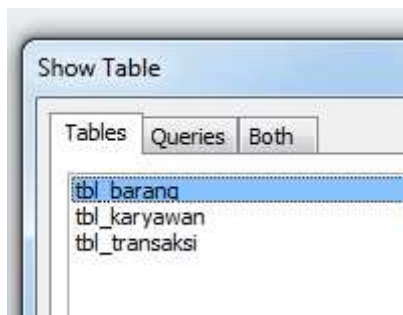 Show Table
Tables Queries Both
tbl_barang
tbl_karyawan
tbl_transaksi